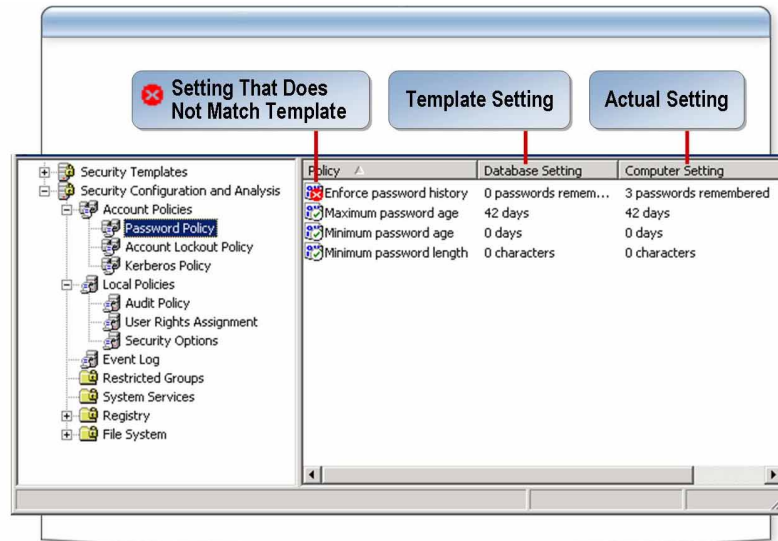 Setting That Does
Not Match Template
Template Setting
Actual Setting
Security Templates
Security Configuration and Analysis
Account Policies
Password Policy
Account Lockout Policy
Kerberos Policy
Local Policies
Audit Policy
User Rights Assignment
Security Options
Event Log
Restricted Groups
System Services
Registry
File System
Policy Database Setting Computer Setting
Enforce password history 0 passwords remem... 3 passwords remembered
Maximum password age 42 days 42 days
Minimum password age 0 days 0 days
Minimum password length 0 characters 0 characters